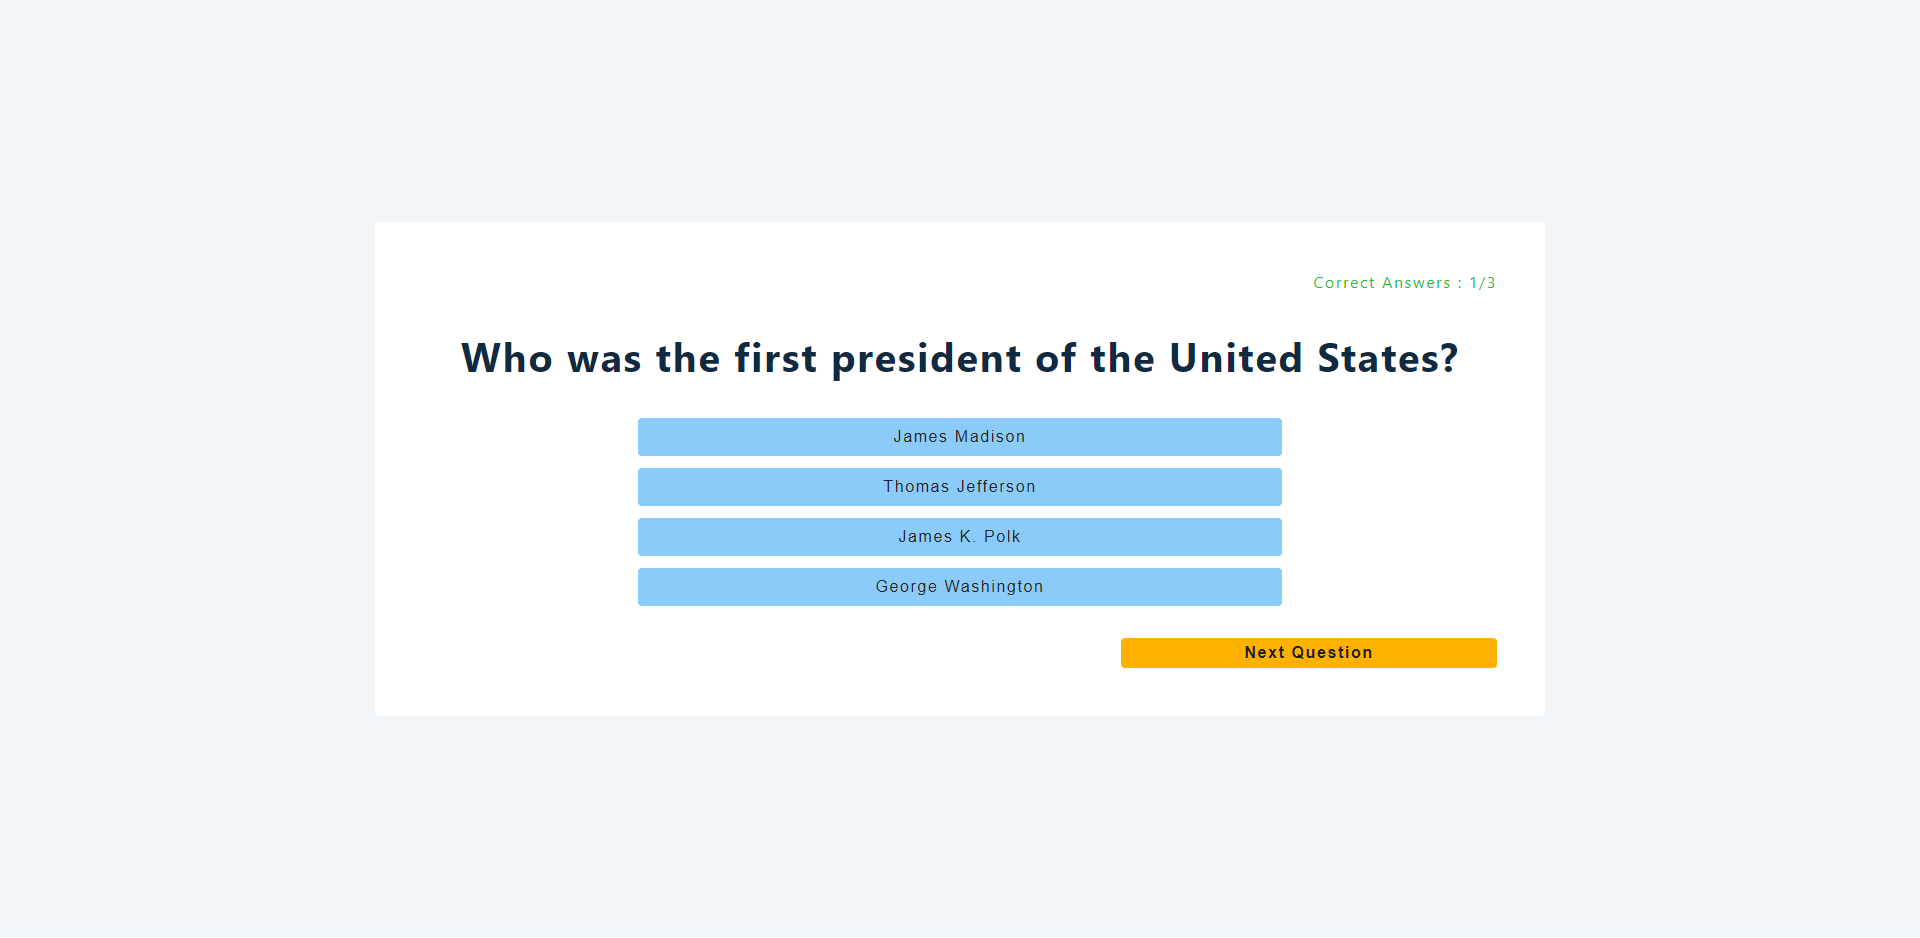 Correct Answers : 1/3
Who was the first president of the United States?
James Madison
Thomas Jefferson
James K. Polk
George Washington
Next Question